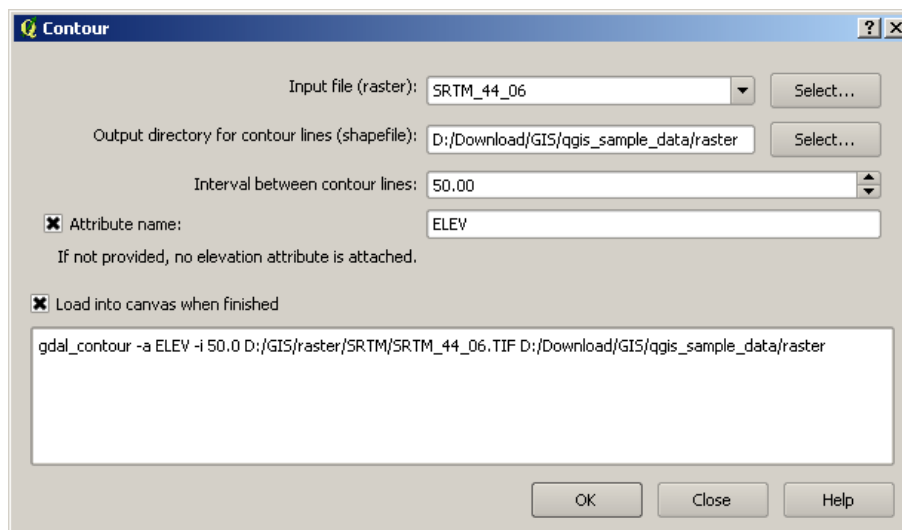 Contour
Input file (raster): SRTM_44_06 Select...
Output directory for contour lines (shapefile): D:/Download/GIS/qgis_sample_data/raster Select...
Interval between contour lines: 50.00
Attribute name: ELEV
If not provided, no elevation attribute is attached.
Load into canvas when finished
gdal_contour -a ELEV -i 50.0 D:/GIS/raster/SRTM/SRTM_44_06.TIF D:/Download/GIS/qgis_sample_data/raster
OK Close Help